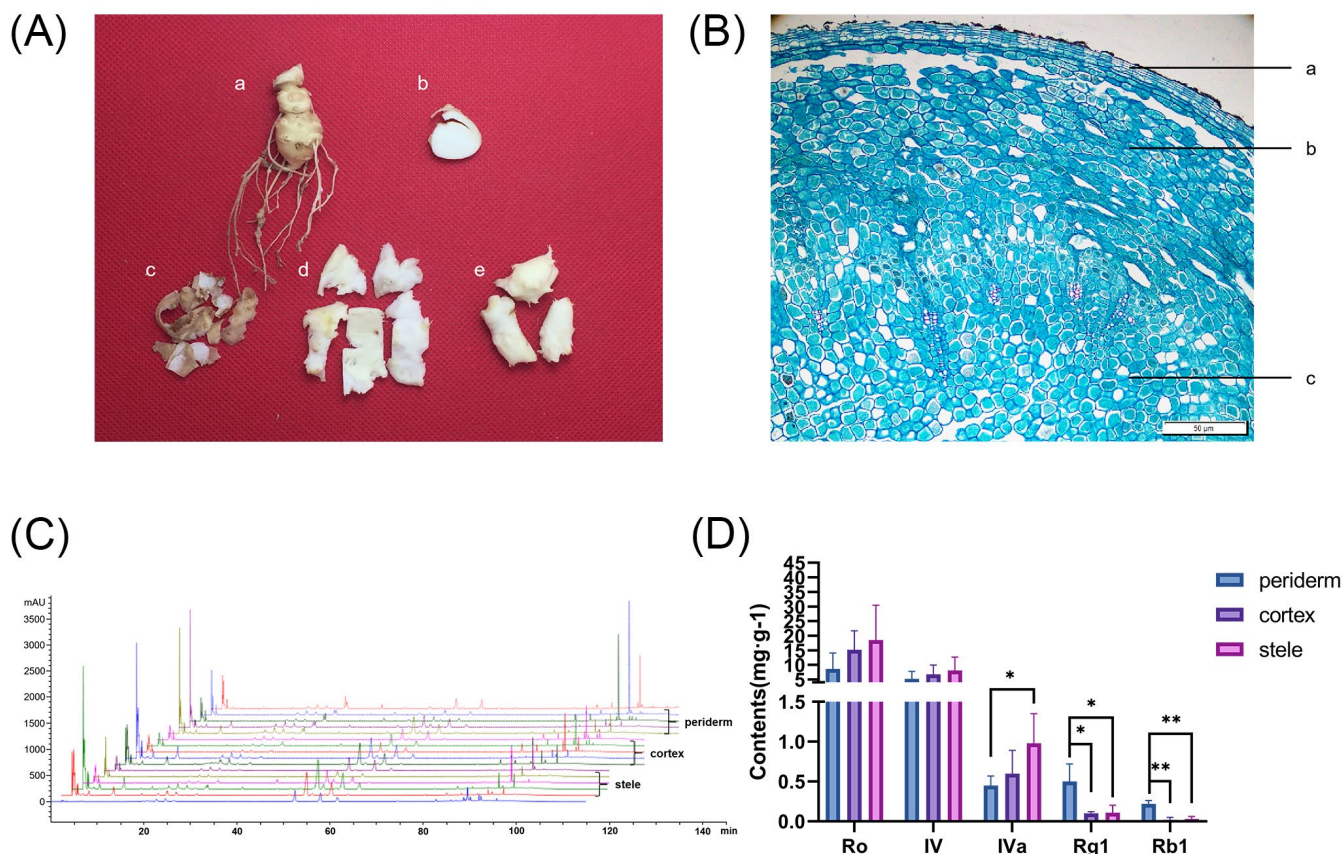 (A)
a
b
c
d
e
(B)
a
b
c
50 μm
(C)
mAU
3500
3000
2500
2000
1500
1000
500
0
20
40
60
80
100
120
140
min
periderm
cortex
stele
(D)
Contents(mg·g-1)
45
40
35
30
25
20
15
10
5
1.5
1.0
0.5
0.0
*
*
*
**
**
Ro
IV
IVa
Rg1
Rb1
periderm
cortex
stele